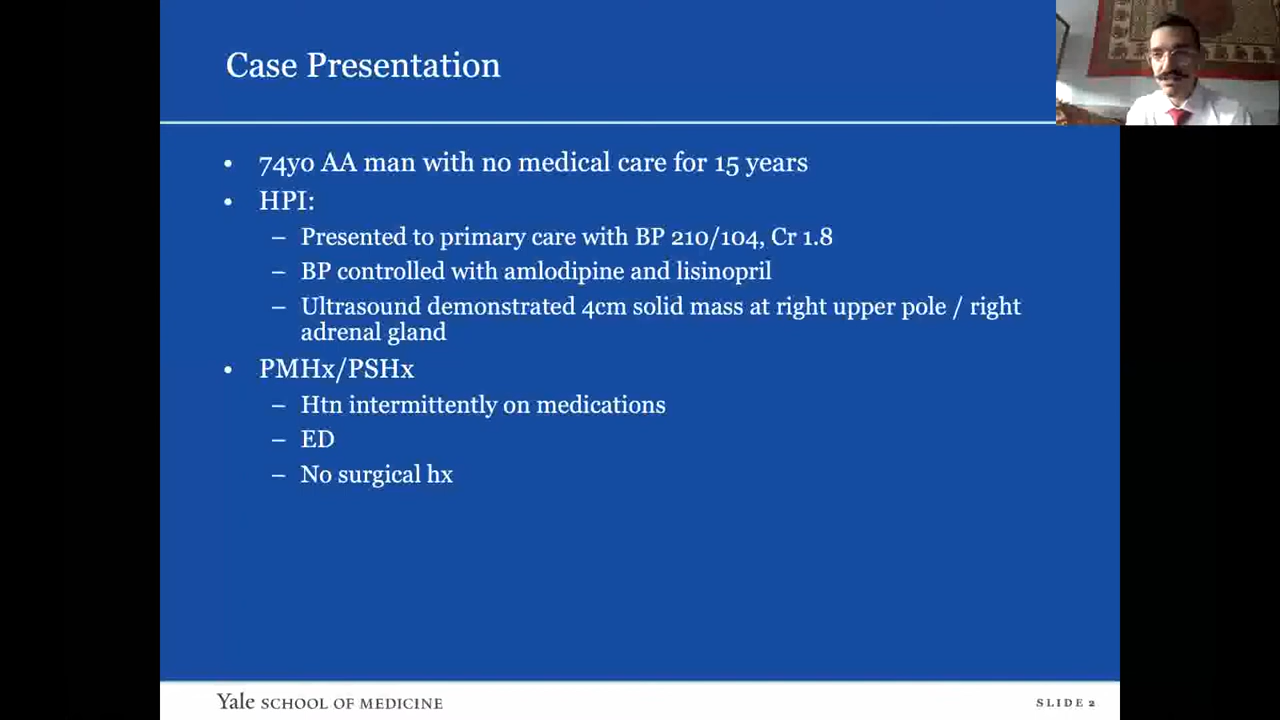 Case Presentation
• 74yo AA man with no medical care for 15 years
• HPI:
– Presented to primary care with BP 210/104, Cr 1.8
– BP controlled with amlodipine and lisinopril
– Ultrasound demonstrated 4cm solid mass at right upper pole / right
adrenal gland
• PMHx/PSHx
– Htn intermittently on medications
– ED
– No surgical hx
Yale SCHOOL OF MEDICINE
SLIDE 2